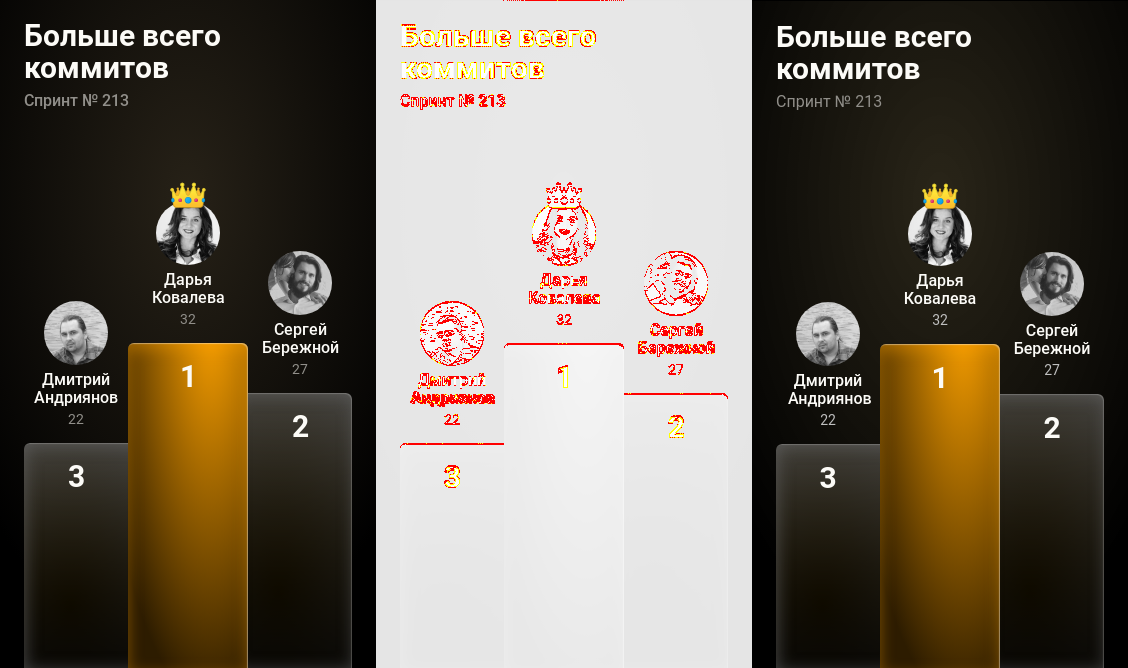 Больше всего
коммитов
Спринт № 213
Дарья
Ковалева
32
Сергей
Бережной
27
Дмитрий
Андриянов
22
1
2
3
Больше всего
коммитов
Спринт № 213
Дарья
Ковалева
32
Сергей
Бережной
27
Дмитрий
Андриянов
22
1
2
3
Больше всего
коммитов
Спринт № 213
Дарья
Ковалева
32
Сергей
Бережной
27
Дмитрий
Андриянов
22
1
2
3